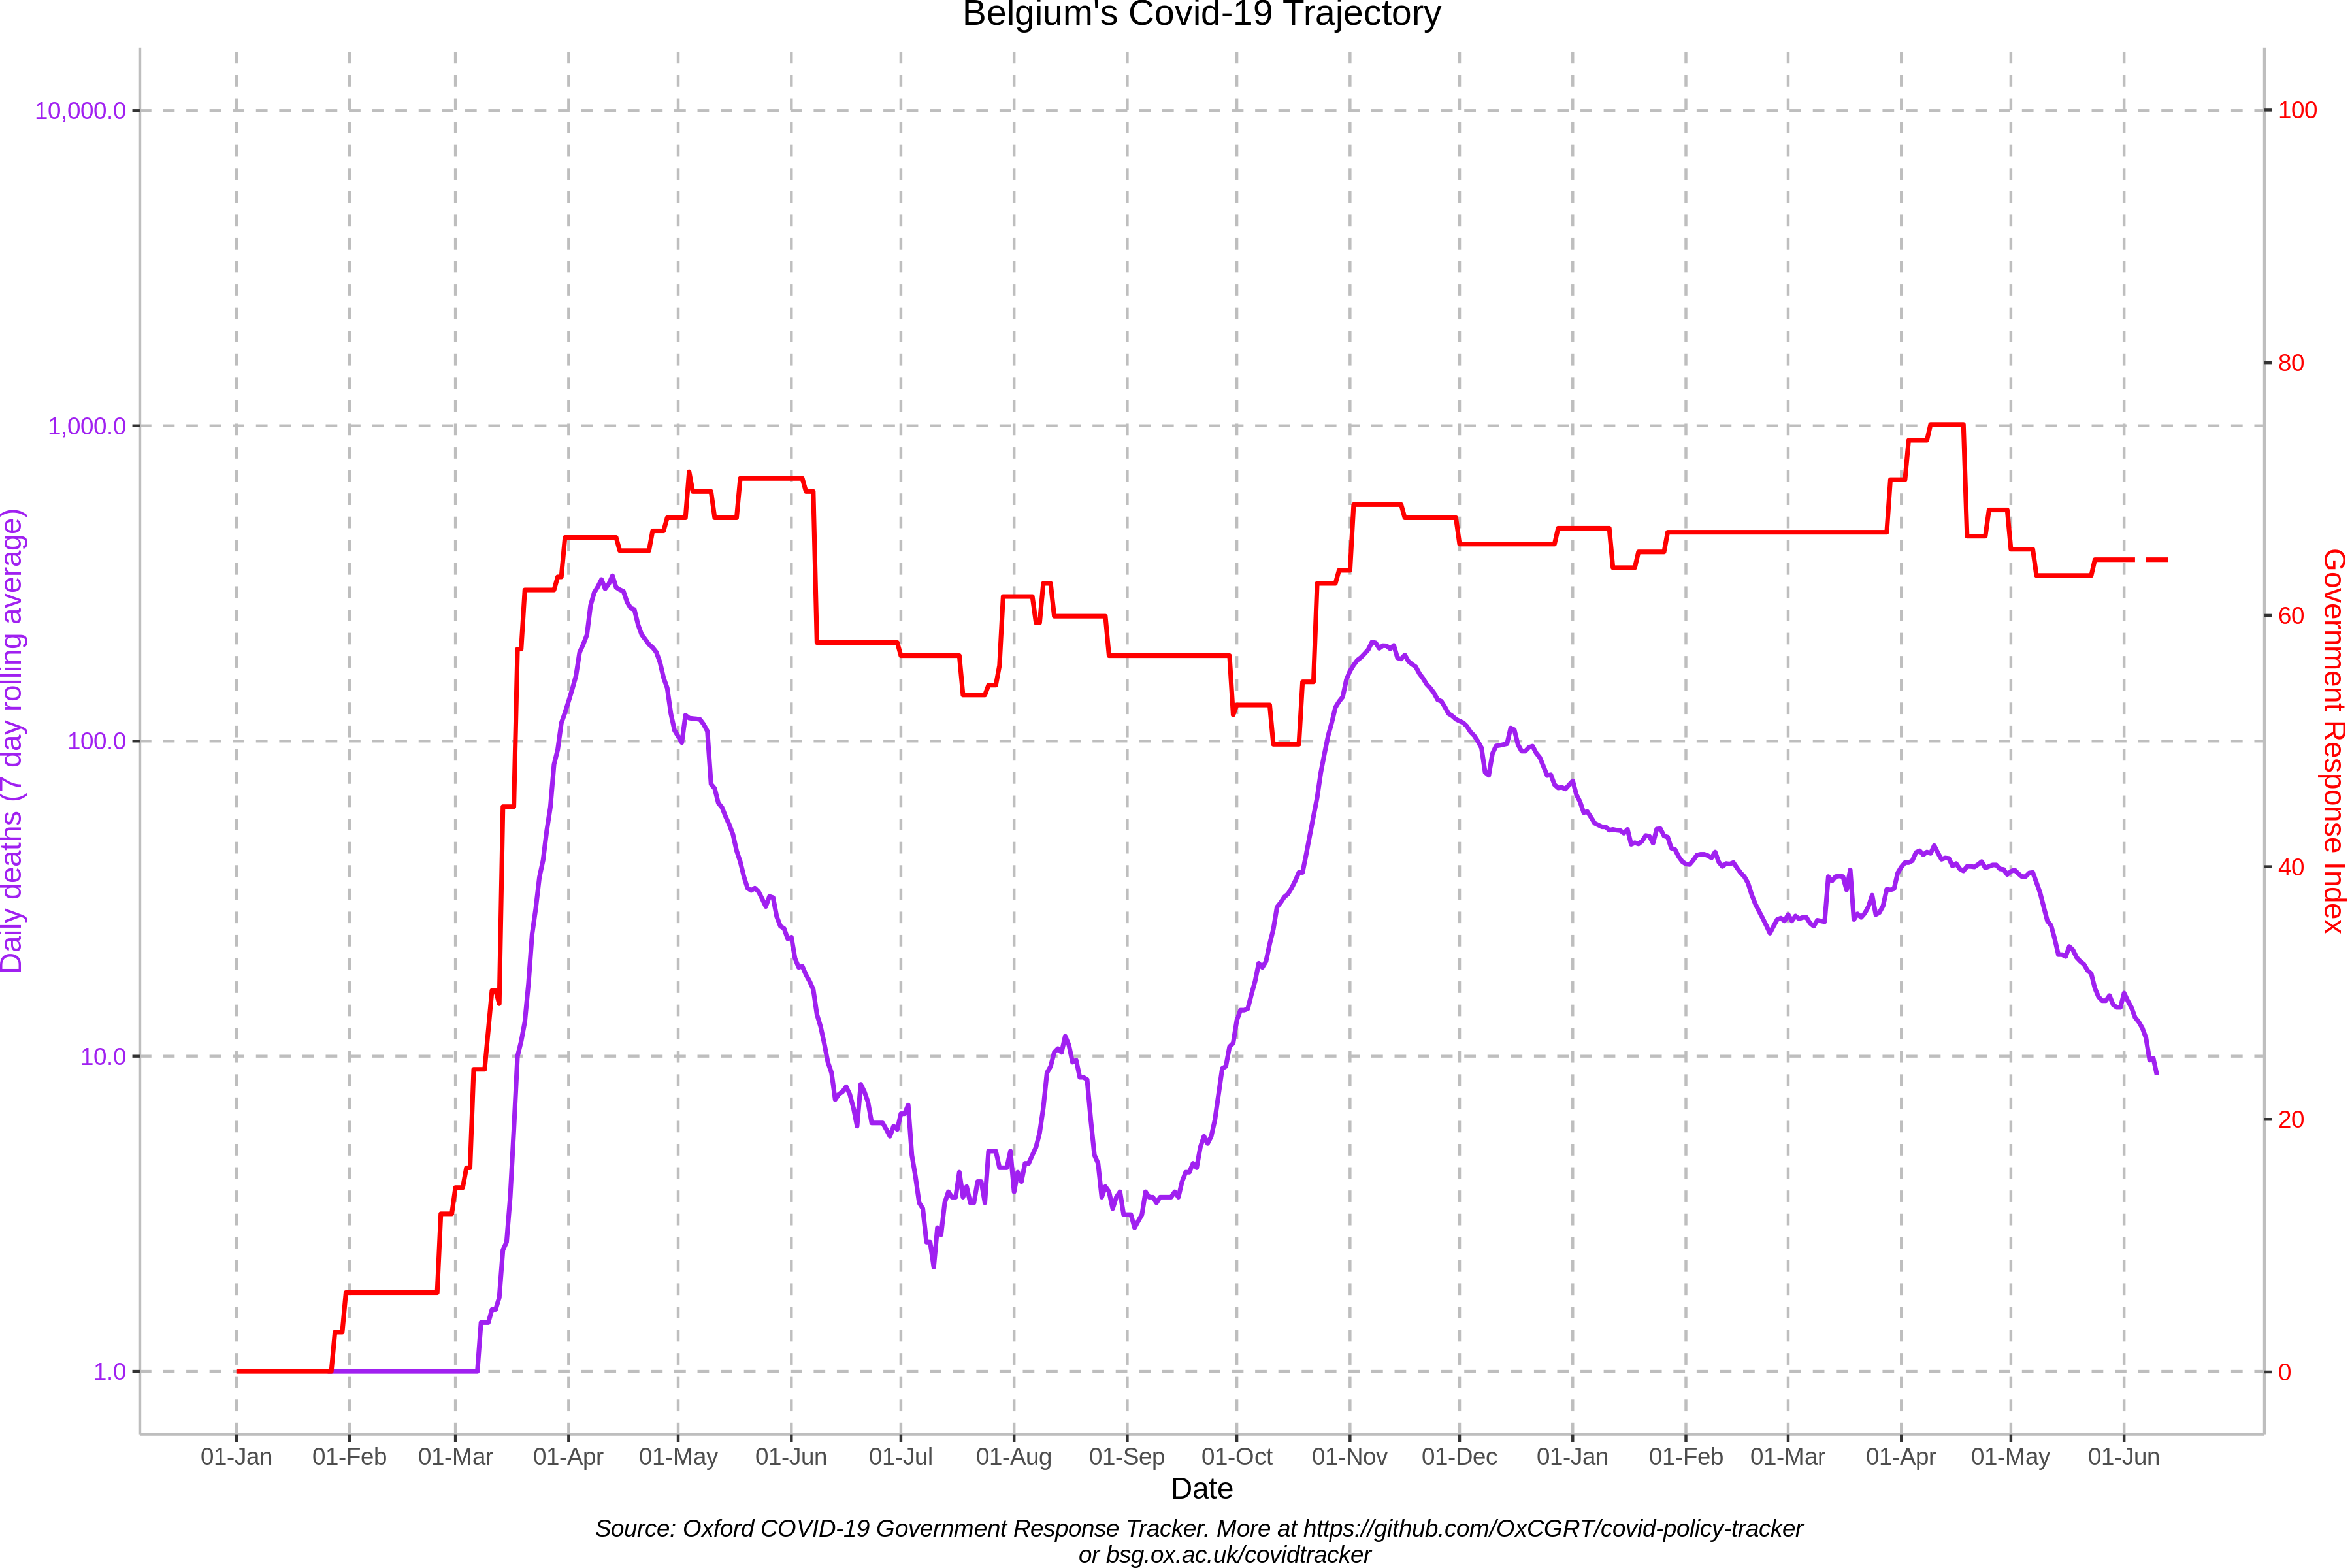 Belgium's Covid-19 Trajectory
10,000.0
1,000.0
100.0
10.0
1.0
Daily deaths (7 day rolling average)
100
80
60
40
20
0
Government Response Index
01-Jan 01-Feb 01-Mar 01-Apr 01-May 01-Jun 01-Jul 01-Aug 01-Sep 01-Oct 01-Nov 01-Dec 01-Jan 01-Feb 01-Mar 01-Apr 01-May 01-Jun
Date
Source: Oxford COVID-19 Government Response Tracker. More at https://github.com/OxCGRT/covid-policy-tracker
or bsg.ox.ac.uk/covidtracker